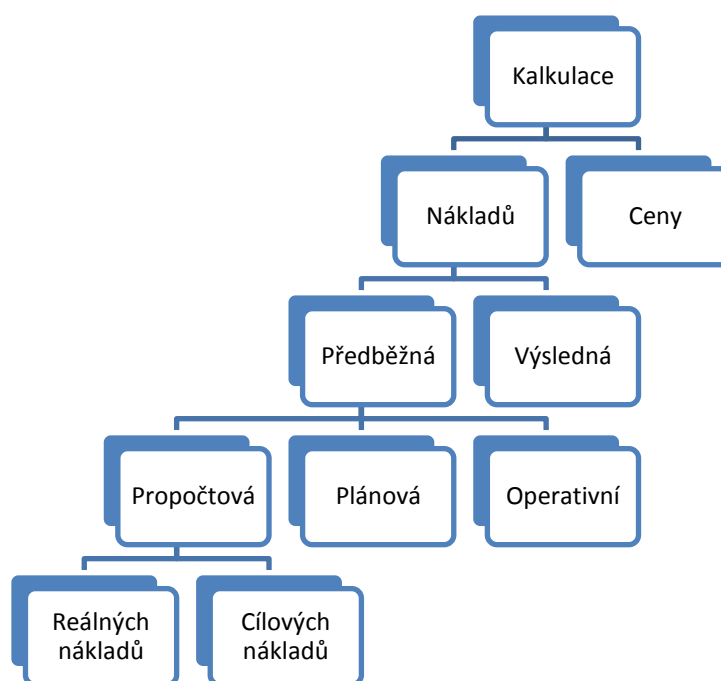 Kalkulace
Nákladů
Ceny
Předběžná
Výsledná
Propočtová
Plánová
Operativní
Reálných
nákladů
Cílových
nákladů